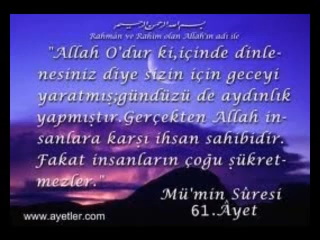 بسم الله الرحمن الرحيم
Rahmân ve Rahîm olan Allah'ın adı ile
"Allah O'dur ki,içinde dinle-
nesiniz diye sizin için geceyi
yaratmış;gündüzü de aydınlık
yapmıştır.Gerçekten Allah in-
sanlara karşı ihsan sahibidir.
Fakat insanların çoğu şükret-
mezler."
Mü'min Sûresi
61.Âyet
www.ayetler.com